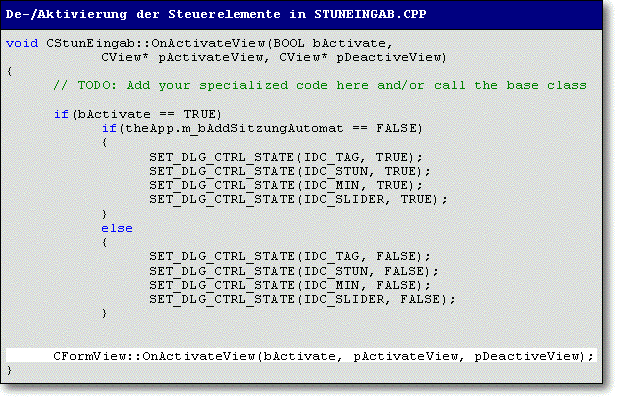 De-/Aktivierung der Steuerelemente in STUNEINGAB.CPP
void CStunEingab::OnActivateView(BOOL bActivate,
            CView* pActivateView, CView* pDeactiveView)
{
      // TODO: Add your specialized code here and/or call the base class
      if(bActivate == TRUE)
            if(theApp.m_bAddSitzungAutomat == FALSE)
            {
                  SET_DLG_CTRL_STATE(IDC_TAG, TRUE);
                  SET_DLG_CTRL_STATE(IDC_STUN, TRUE);
                  SET_DLG_CTRL_STATE(IDC_MIN, TRUE);
                  SET_DLG_CTRL_STATE(IDC_SLIDER, TRUE);
            }
            else
            {
                  SET_DLG_CTRL_STATE(IDC_TAG, FALSE);
                  SET_DLG_CTRL_STATE(IDC_STUN, FALSE);
                  SET_DLG_CTRL_STATE(IDC_MIN, FALSE);
                  SET_DLG_CTRL_STATE(IDC_SLIDER, FALSE);
            }
      CFormView::OnActivateView(bActivate, pActivateView, pDeactiveView);
}